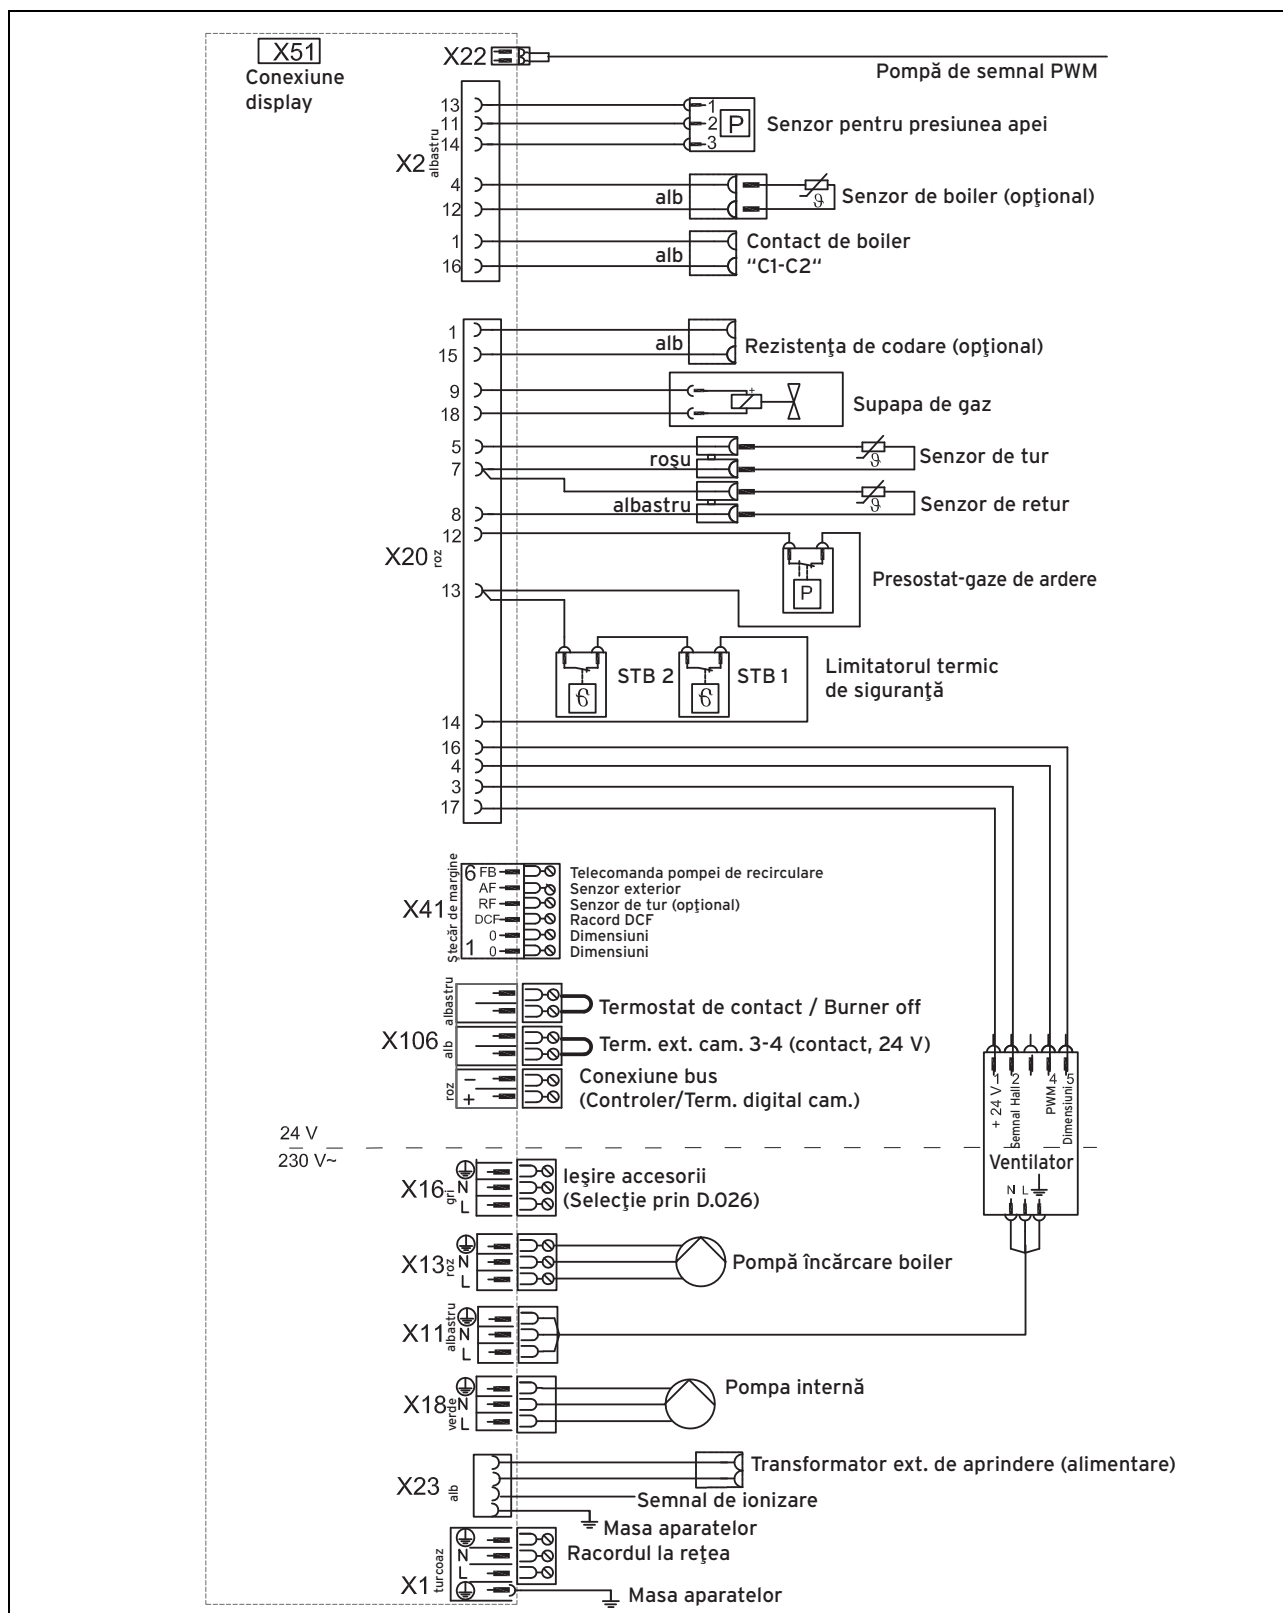 X51
Conexiune
display
X22
Pompă de semnal PWM
X2
albastru
13
11
14
4
12
1
16
1
2
3
P
Senzor pentru presiunea apei
alb
ϑ
Senzor de boiler (opţional)
alb
Contact de boiler
“C1-C2“
X20
roz
1
15
9
18
5
7
8
12
13
14
16
4
3
17
alb
Rezistenţa de codare (opţional)
+
Supapa de gaz
roşu
ϑ
Senzor de tur
albastru
ϑ
Senzor de retur
P
Presostat-gaze de ardere
STB 2
STB 1
ϑ
ϑ
Limitatorul termic
de siguranţă
X41
Ştecăr de margine
6 FB
AF
RF
DCF
0
1 0
Telecomanda pompei de recirculare
Senzor exterior
Senzor de tur (opţional)
Racord DCF
Dimensiuni
Dimensiuni
X106
albastru
Termostat de contact / Burner off
alb
Term. ext. cam. 3-4 (contact, 24 V)
roz
−
+
Conexiune bus
(Controler/Term. digital cam.)
1
2
4
5
+ 24 V
Semnal Hall
PWM
Dimensiuni
Ventilator
N L
24 V
230 V~
X16
gri
N
L
Ieşire accesorii
(Selecţie prin D.026)
X13
roz
N
L
Pompă încărcare boiler
X11
albastru
N
L
X18
verde
N
L
Pompa internă
X23
alb
Transformator ext. de aprindere (alimentare)
Semnal de ionizare
Masa aparatelor
X1
turcoaz
N
L
Racordul la reţea
Masa aparatelor